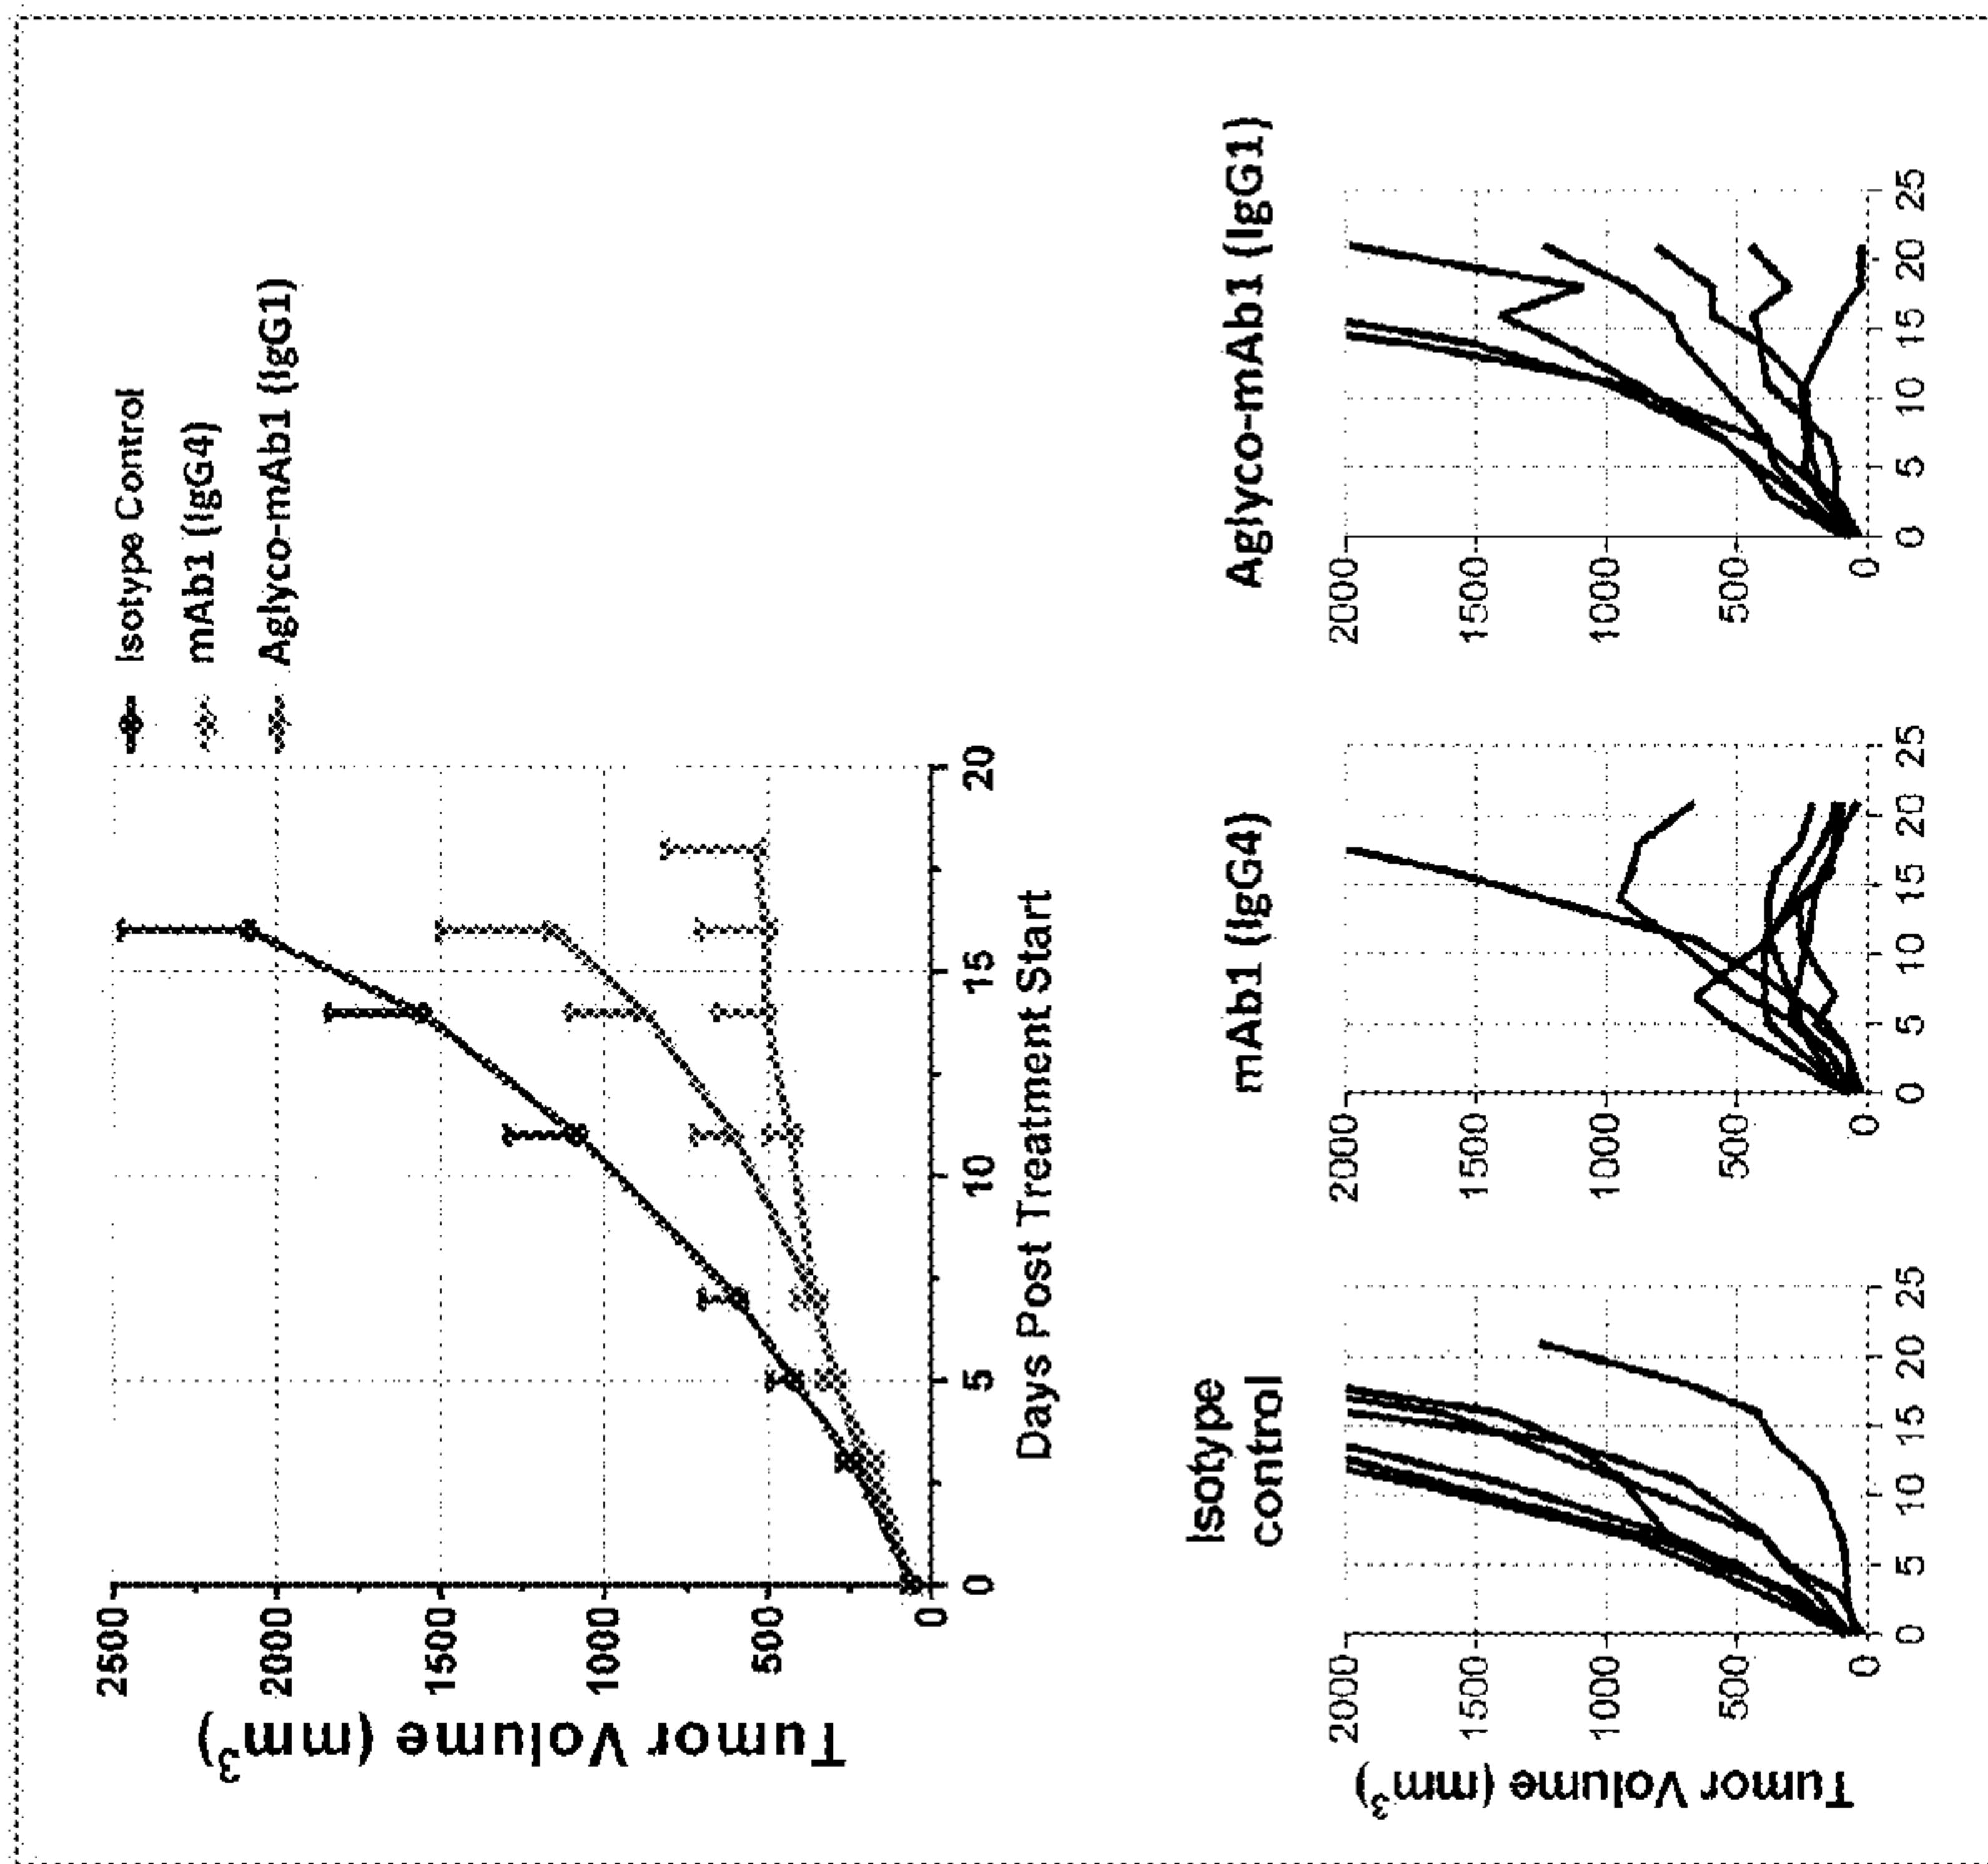 Isotype Control
mAb1 (IgG4)
Aglyco-mAb1 (IgG1)
Tumor Volume (mm³)
2500
2000
1500
1000
500
0
0 5 10 15 20
Days Post Treatment Start
Isotype
control
mAb1 (IgG4)
Aglyco-mAb1 (IgG1)
Tumor Volume (mm³)
2000
1500
1000
500
0
0 5 10 15 20 25
2000
1500
1000
500
0
0 5 10 15 20 25
2000
1500
1000
500
0
0 5 10 15 20 25